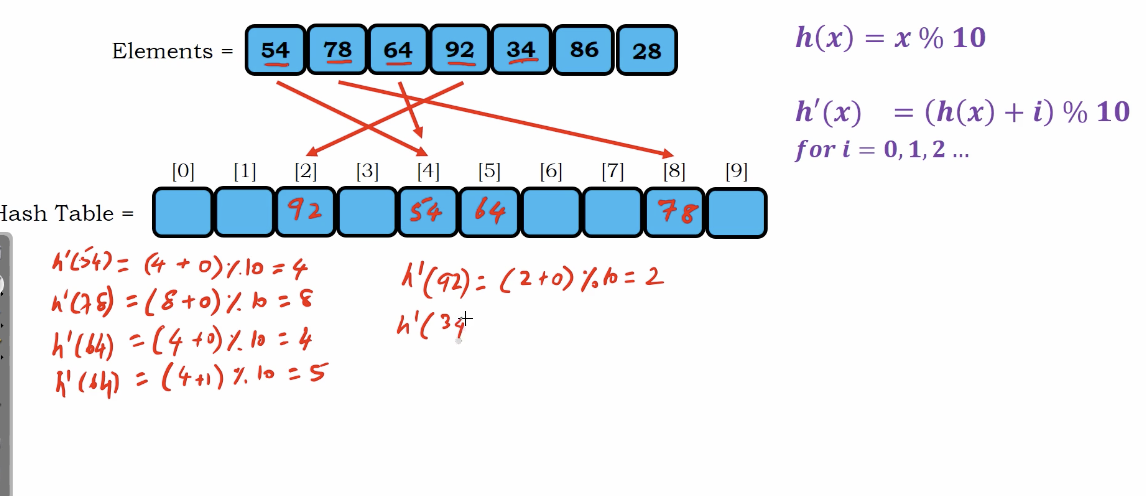 Elements = 54 78 64 92 34 86 28
h(x) = x % 10
h'(x) = (h(x) + i) % 10
for i = 0, 1, 2 ...
[0] [1] [2] [3] [4] [5] [6] [7] [8] [9]
Hash Table = 92 54 64 78
h'(54) = (4 + 0) % 10 = 4
h'(78) = (8 + 0) % 10 = 8
h'(64) = (4 + 0) % 10 = 4
h'(64) = (4 + 1) % 10 = 5
h'(92) = (2 + 0) % 10 = 2
h'(34